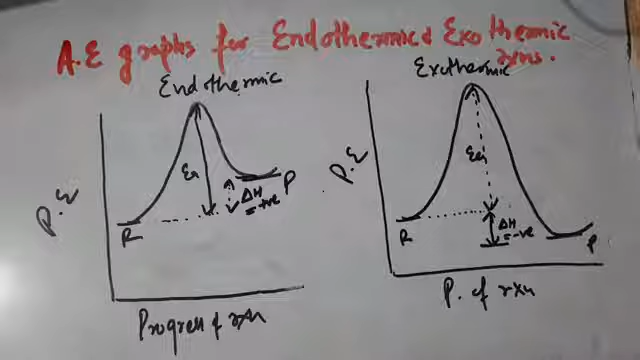 A.E graphs for Endothermic & Exothermic
rxns.
Endothermic
P.E
Ea
ΔH
=+ve
R
P
Progress of rxn
Exothermic
P.E
Ea
ΔH
=-ve
R
P
P. of rxn